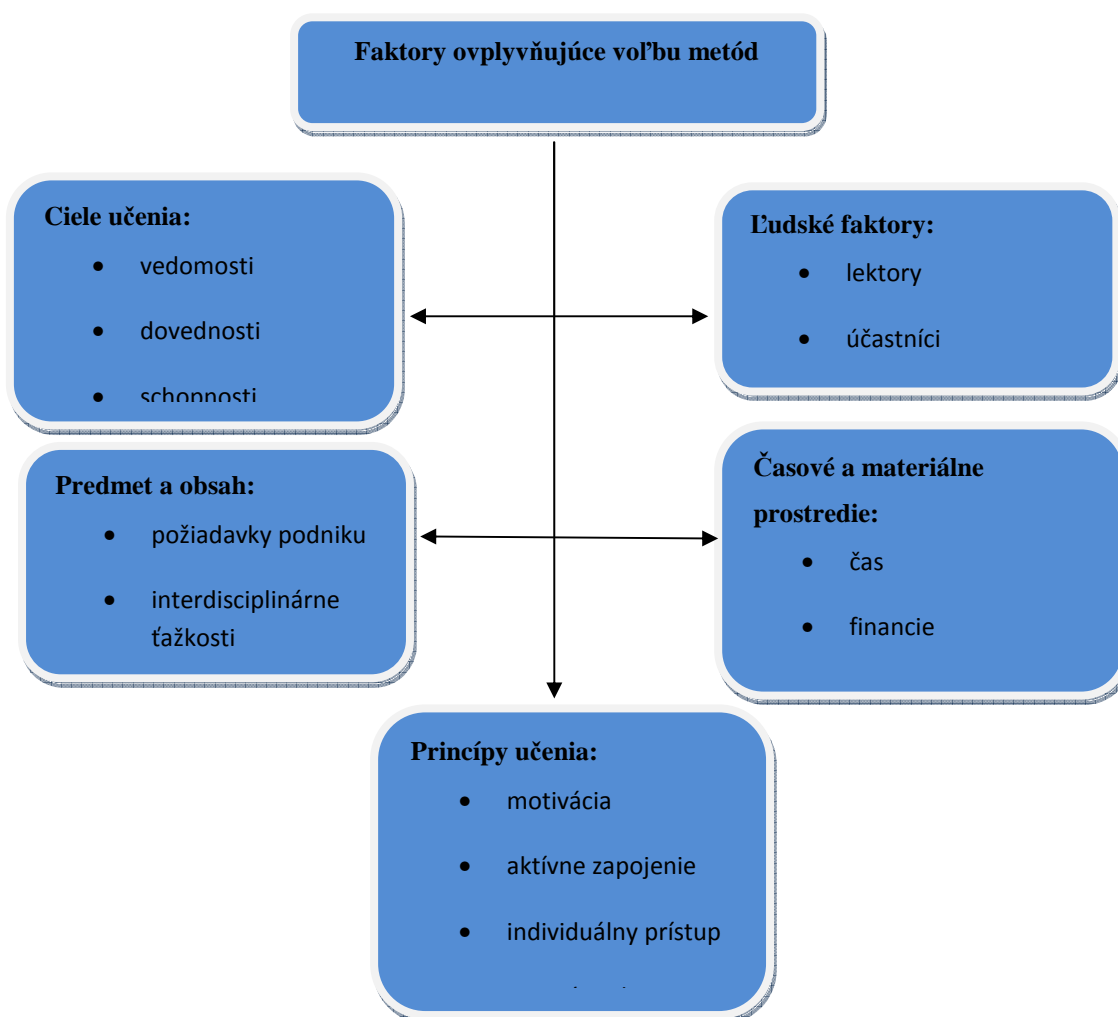 Faktory ovplyvňujúce voľbu metód
Ciele učenia:
• vedomosti
• dovednosti
• schopnosti
Ľudské faktory:
• lektory
• účastníci
Predmet a obsah:
• požiadavky podniku
• interdisciplinárne
ťažkosti
Časové a materiálne
prostredie:
• čas
• financie
Princípy učenia:
• motivácia
• aktívne zapojenie
• individuálny prístup